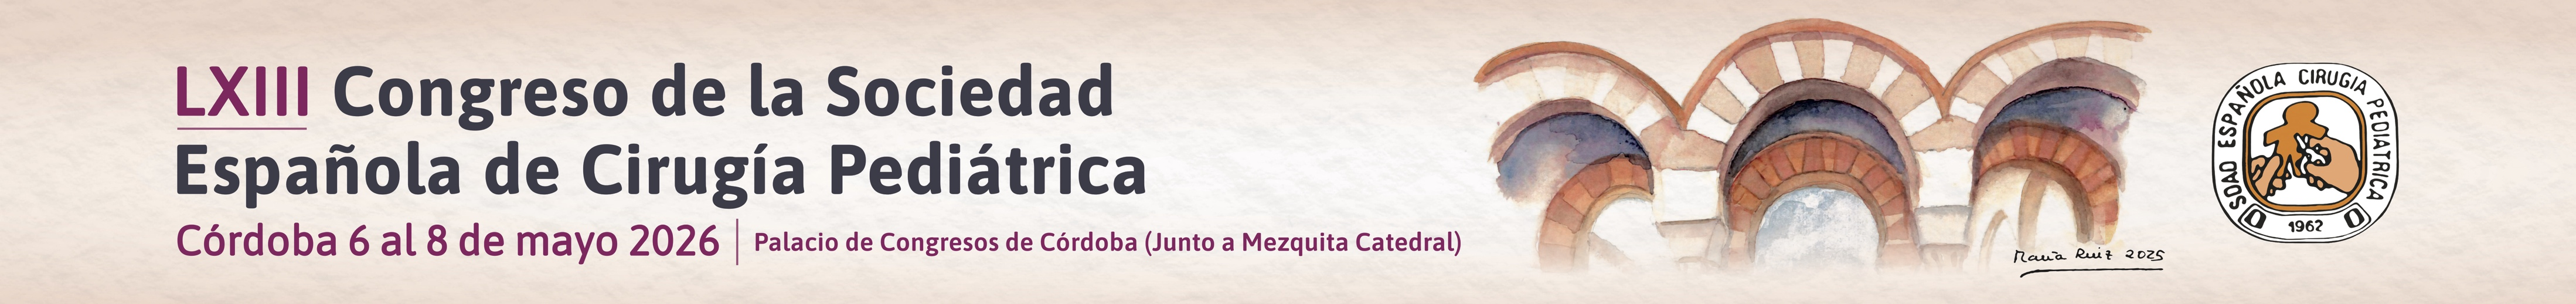 LXIII Congreso de la Sociedad
Española de Cirugía Pediátrica
Córdoba 6 al 8 de mayo 2026
Palacio de Congresos de Córdoba (Junto a Mezquita Catedral)
María Ruiz 2025
SDAD ESPAÑOLA CIRUGIA PEDIATRICA
1962